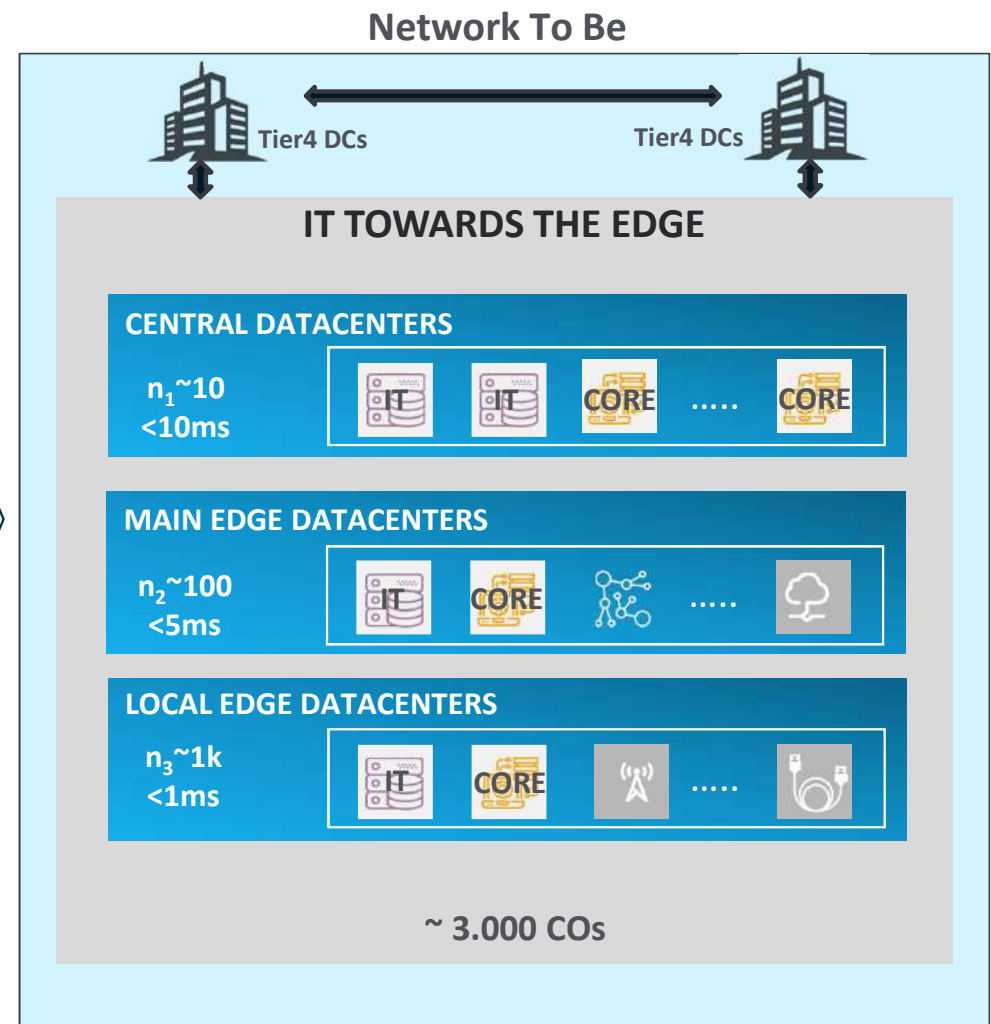 Network To Be
Tier4 DCs
Tier4 DCs
IT TOWARDS THE EDGE
CENTRAL DATACENTERS
n₁~10
<10ms
IT IT CORE ..... CORE
MAIN EDGE DATACENTERS
n₂~100
<5ms
IT CORE .....
LOCAL EDGE DATACENTERS
n₃~1k
<1ms
IT CORE .....
~ 3.000 COs